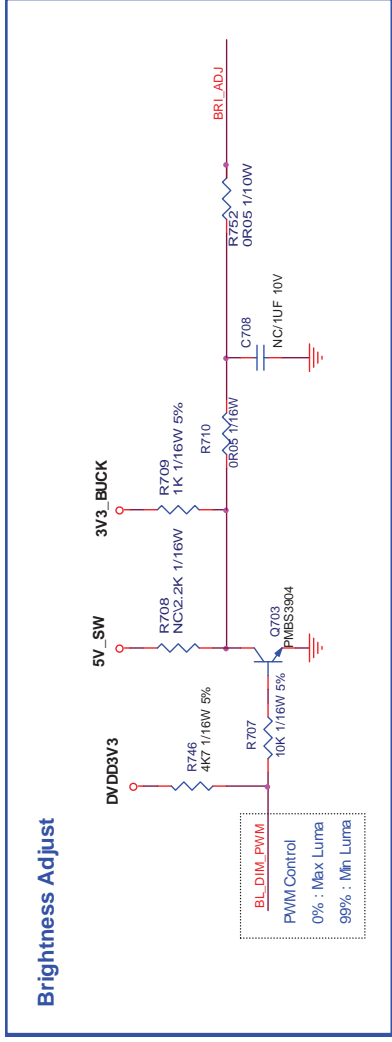 Brightness Adjust
DVDD3V3
5V_SW
3V3_BUCK
R746
4K7 1/16W 5%
R708
NC\2.2K 1/16W
R709
1K 1/16W 5%
BL_DIM_PWM
PWM Control
0% : Max Luma
99% : Min Luma
R707
10K 1/16W 5%
Q703
PMBS3904
R710
0R05 1/16W
C708
NC/1UF 10V
R752
0R05 1/10W
BRI_ADJ